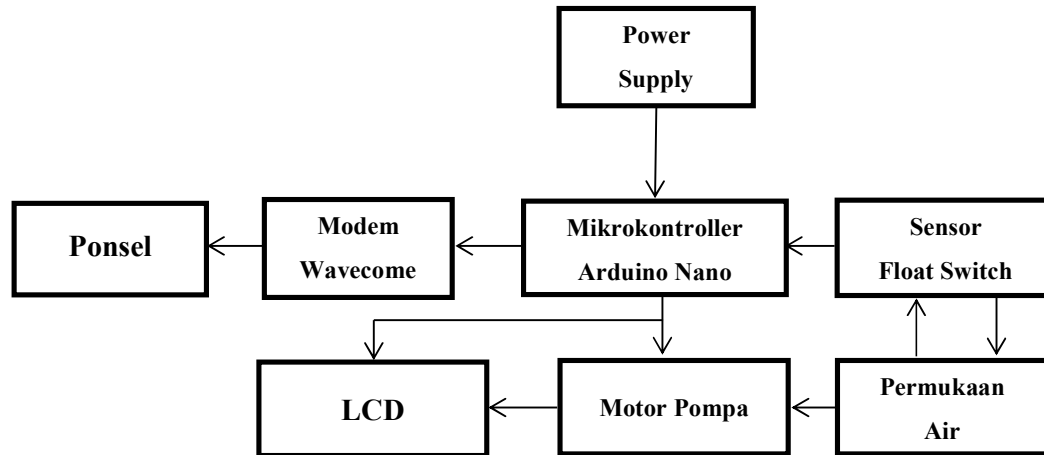 Power
Supply
Ponsel
Modem
Wavecome
Mikrokontroller
Arduino Nano
Sensor
Float Switch
LCD
Motor Pompa
Permukaan
Air